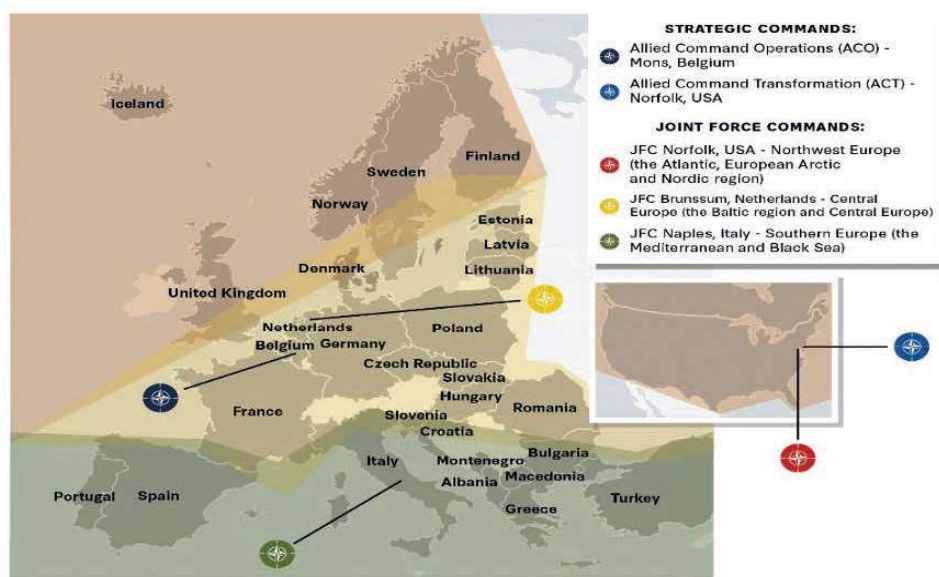 STRATEGIC COMMANDS:
Allied Command Operations (ACO) -
Mons, Belgium
Allied Command Transformation (ACT) -
Norfolk, USA
JOINT FORCE COMMANDS:
JFC Norfolk, USA - Northwest Europe
(the Atlantic, European Arctic
and Nordic region)
JFC Brunssum, Netherlands - Central
Europe (the Baltic region and Central Europe)
JFC Naples, Italy - Southern Europe (the
Mediterranean and Black Sea)
Iceland
Finland
Sweden
Norway
Estonia
Latvia
Denmark
Lithuania
United Kingdom
Netherlands
Poland
Belgium
Germany
Czech Republic
Slovakia
Hungary
France
Romania
Slovenia
Croatia
Bulgaria
Italy
Montenegro
Macedonia
Albania
Portugal
Spain
Turkey
Greece